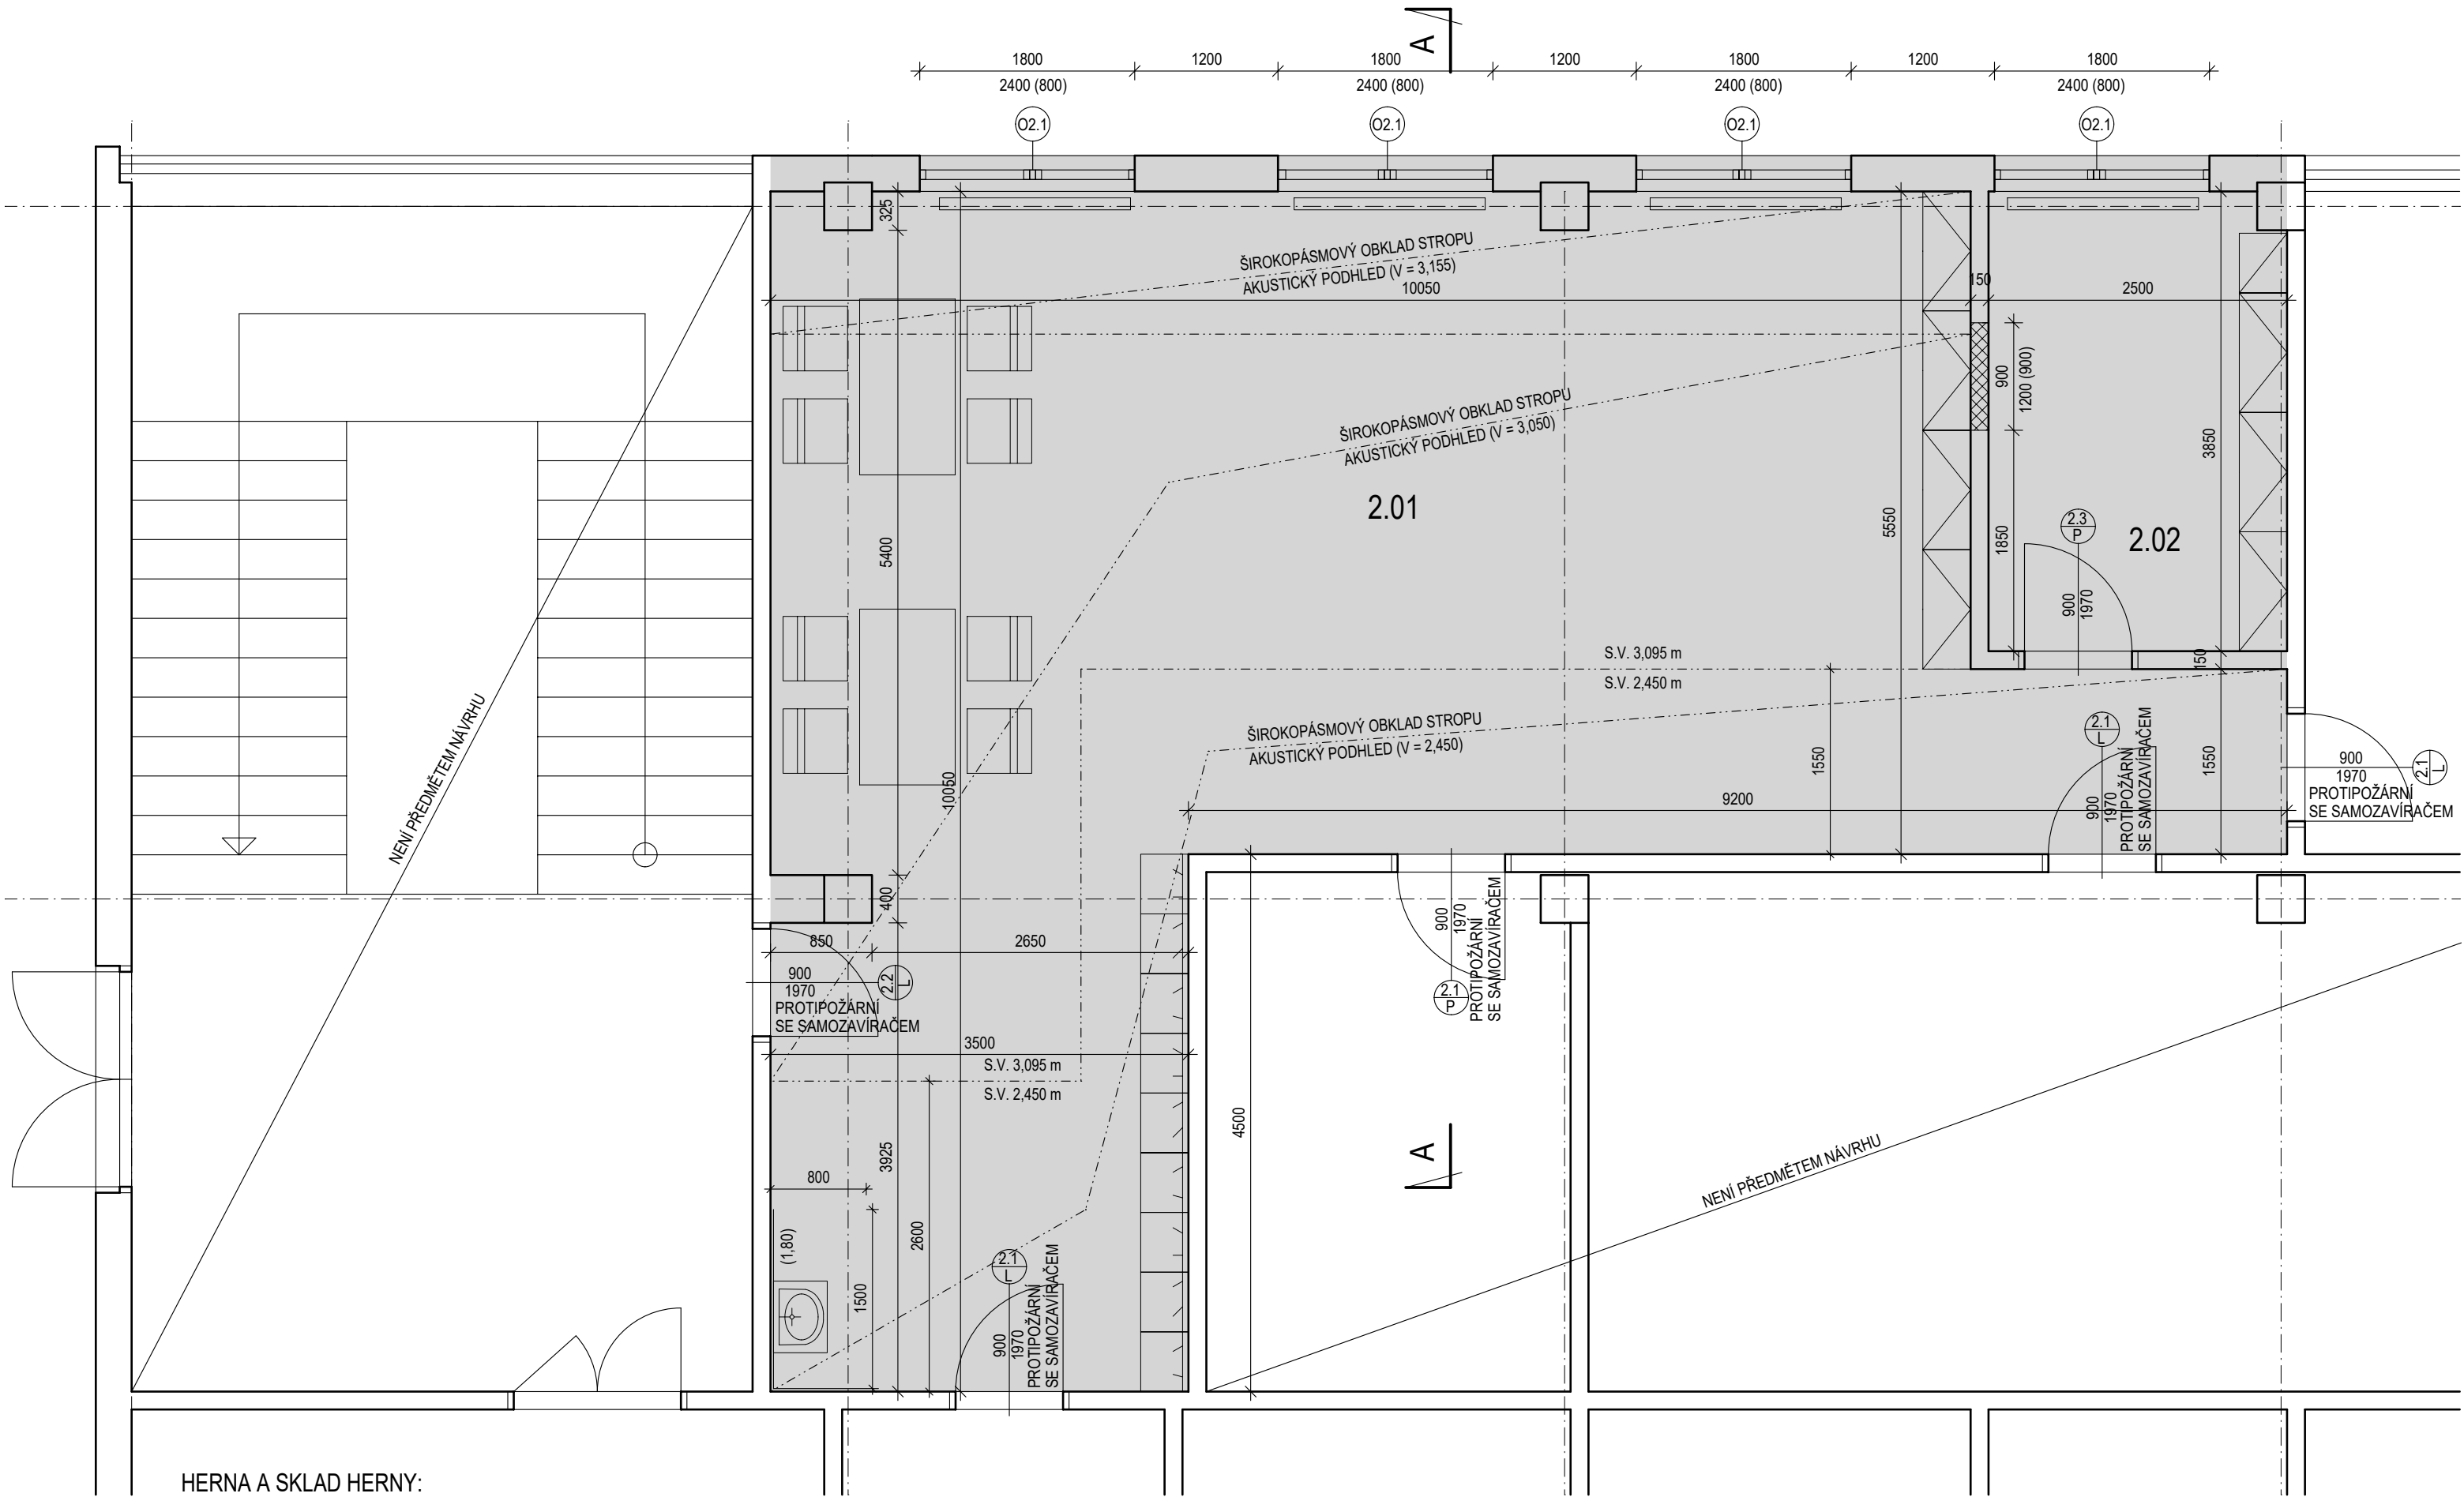 A
1800 1200 1800 1200 1800 1200 1800
2400 (800) 2400 (800) 2400 (800) 2400 (800)
O2.1 O2.1 O2.1 O2.1
325
ŠIROKOPÁSMOVÝ OBKLAD STROPU
AKUSTICKÝ PODHLED (V = 3,155)
10050
150
2500
900
1200 (900)
ŠIROKOPÁSMOVÝ OBKLAD STROPU
AKUSTICKÝ PODHLED (V = 3,050)
2.01
3850
5400
5550
1850
2.3
P
2.02
900
1970
S.V. 3,095 m
S.V. 2,450 m
150
NENÍ PŘEDMĚTEM NÁVRHU
ŠIROKOPÁSMOVÝ OBKLAD STROPU
AKUSTICKÝ PODHLED (V = 2,450)
10050
1550
2.1
L
900
1970
PROTIPOŽÁRNÍ
SE SAMOZAVÍRAČEM
1550
900
1970
PROTIPOŽÁRNÍ
SE SAMOZAVÍRAČEM
2.1
L
9200
400
850
2650
900
1970
PROTIPOŽÁRNÍ
SE SAMOZAVÍRAČEM
2.2
L
900
1970
PROTIPOŽÁRNÍ
SE SAMOZAVÍRAČEM
2.1
P
3500
S.V. 3,095 m
S.V. 2,450 m
4500
A
3925
800
NENÍ PŘEDMĚTEM NÁVRHU
(1,80)
2600
1500
2.1
L
900
1970
PROTIPOŽÁRNÍ
SE SAMOZAVÍRAČEM
HERNA A SKLAD HERNY: